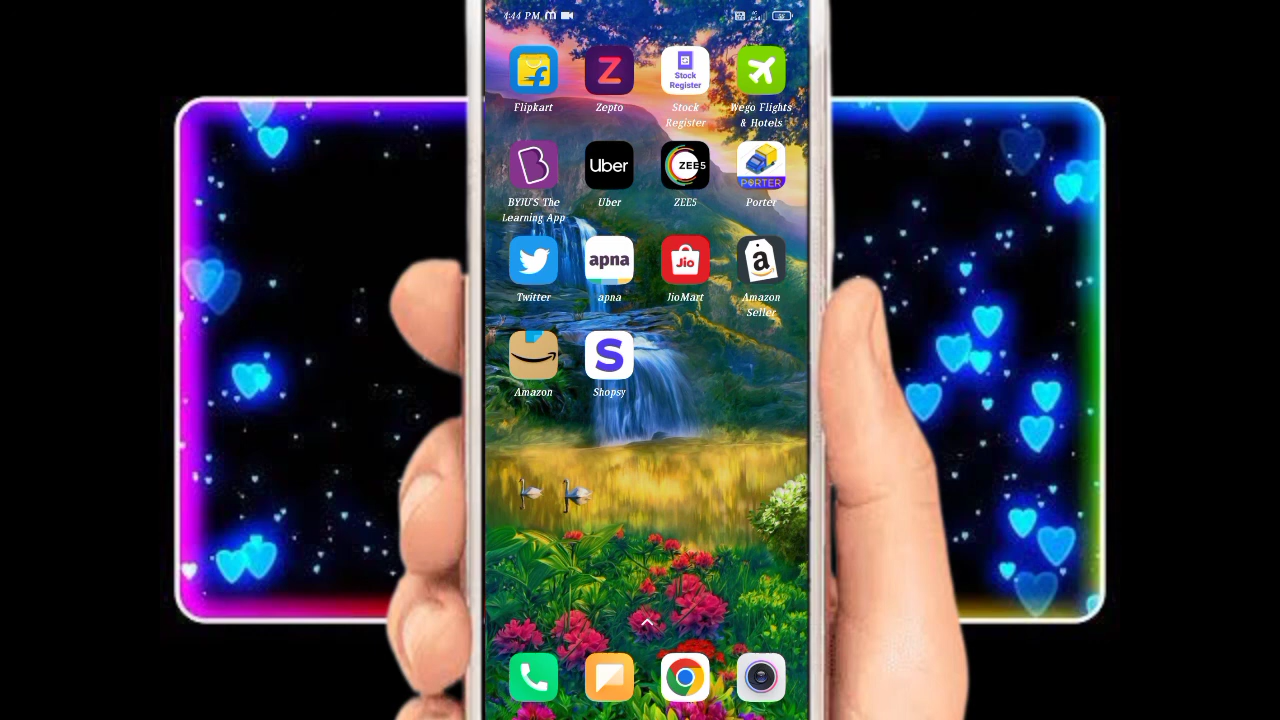 4:44 PM
Z
Stock
Register
Flipkart
Zepto
Stock
Register
Wego Flights
& Hotels
B
Uber
ZEE5
PORTER
BYJU'S The
Learning App
Uber
ZEE5
Porter
apna
Jio
a
Twitter
apna
JioMart
Amazon
Seller
S
Amazon
Shopsy